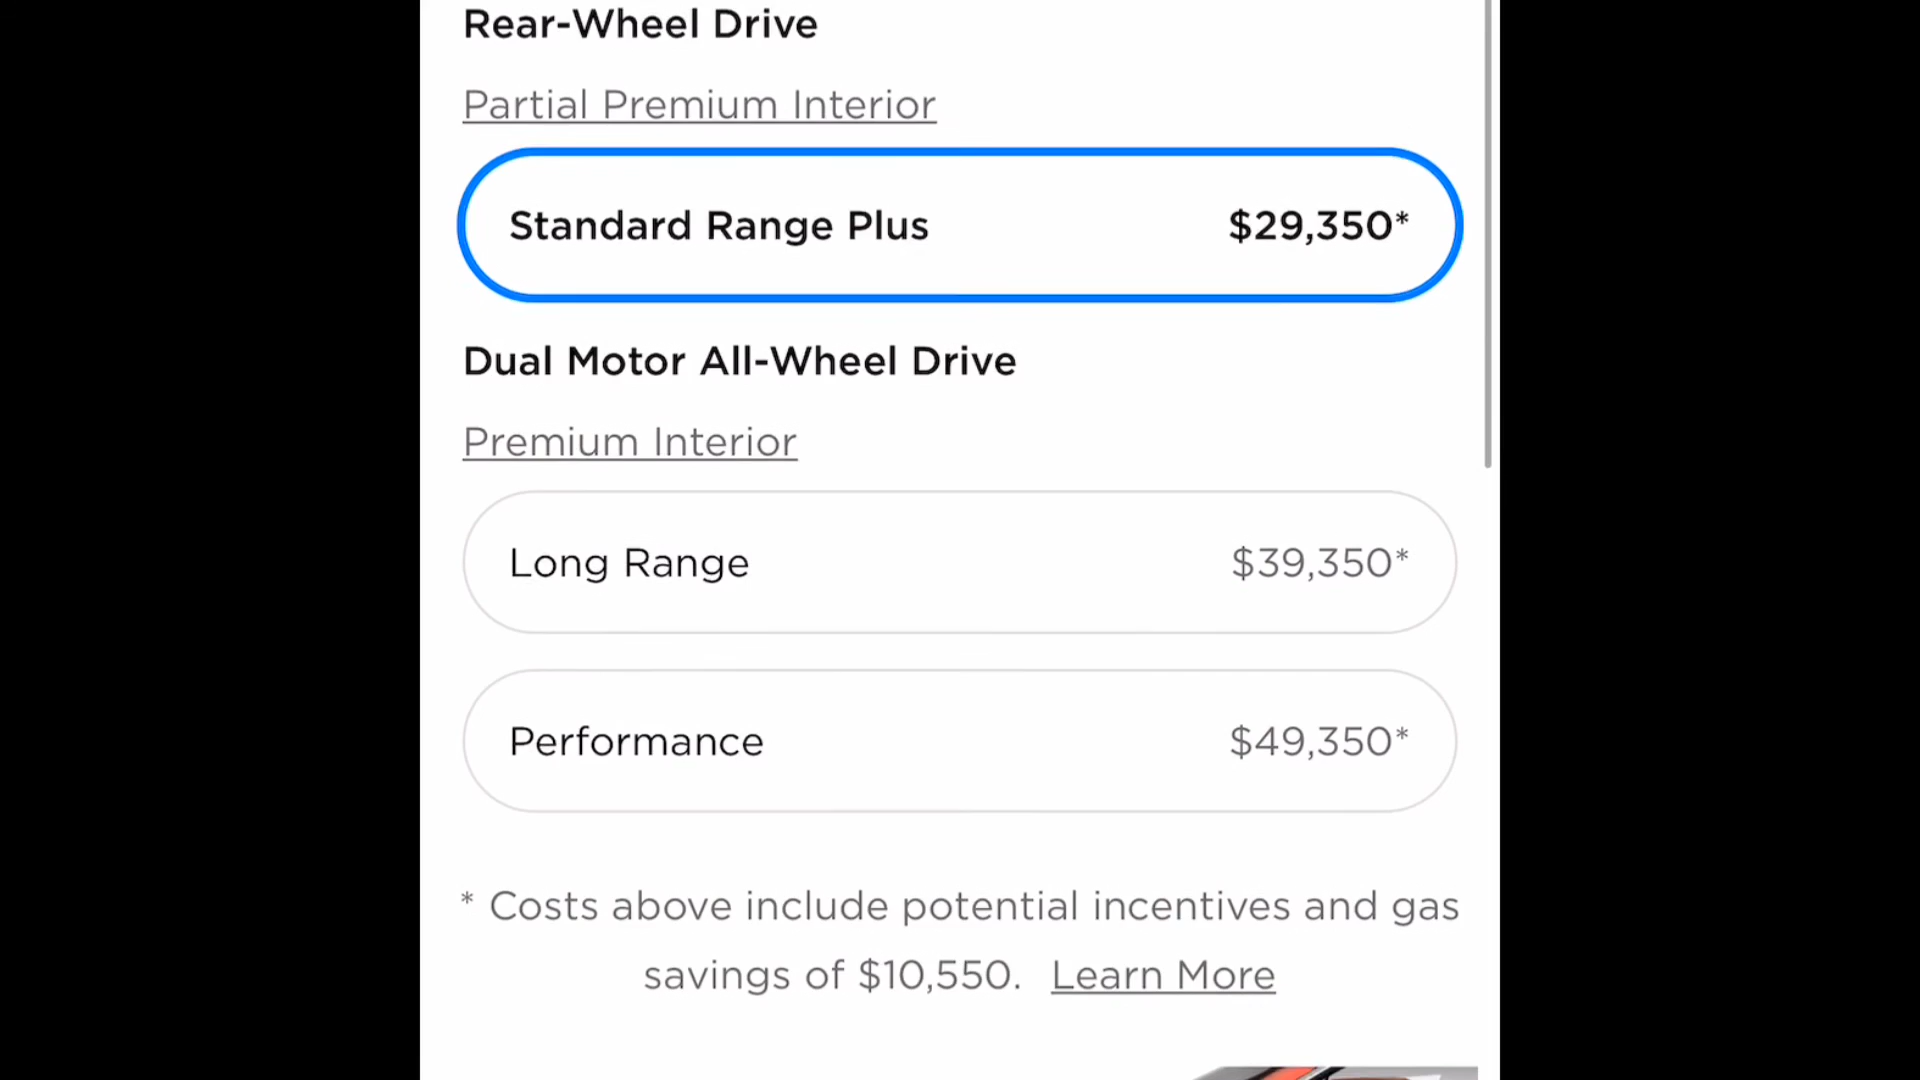 Rear-Wheel Drive
Partial Premium Interior
Standard Range Plus $29,350*
Dual Motor All-Wheel Drive
Premium Interior
Long Range $39,350*
Performance $49,350*
* Costs above include potential incentives and gas
savings of $10,550. Learn More